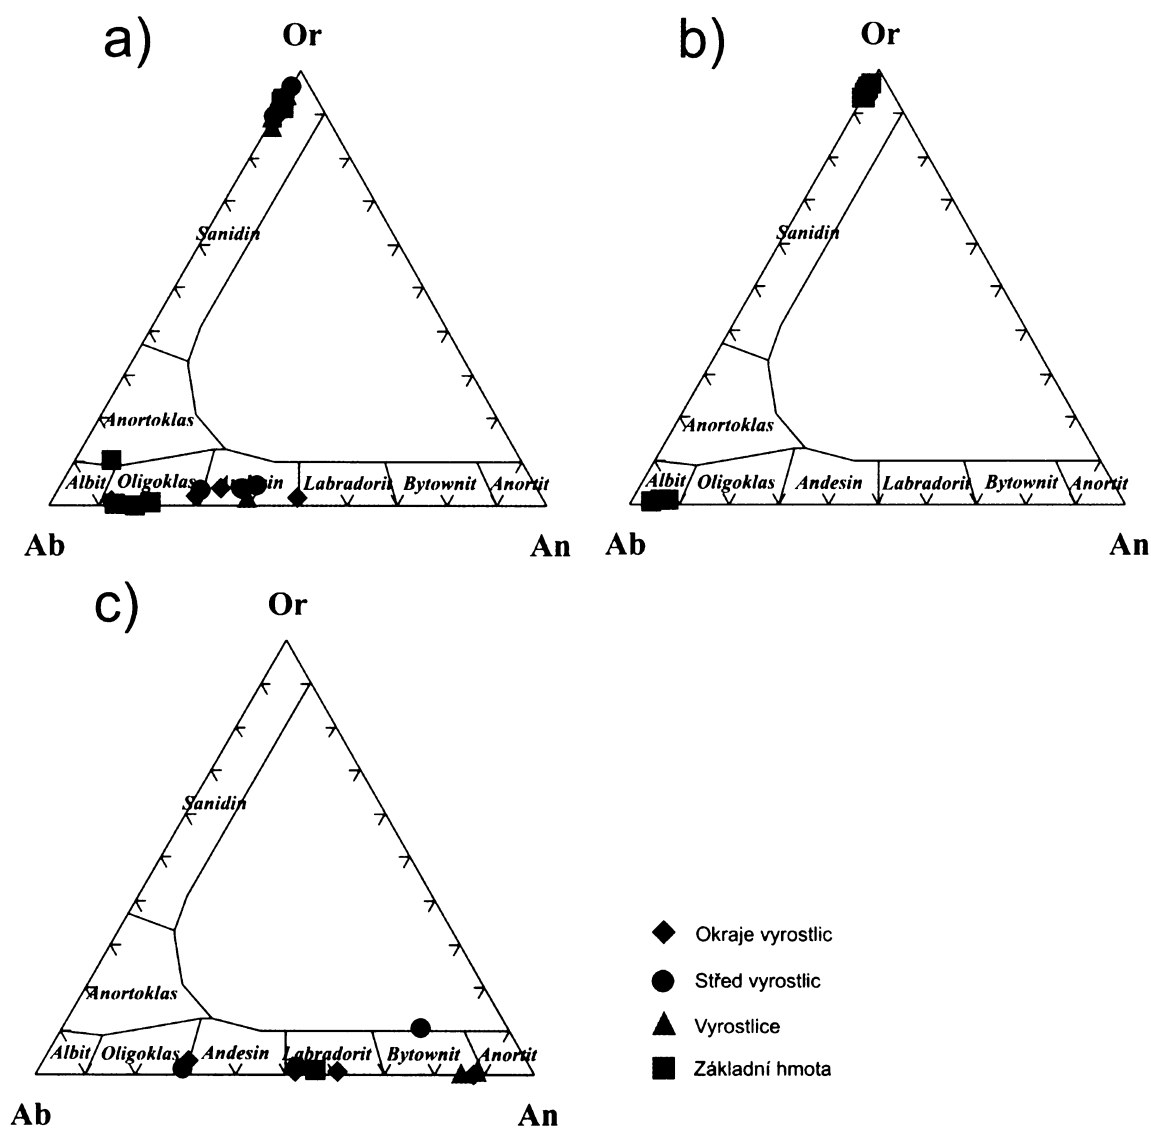 a)
Or
Sanidin
Anortoklas
Albit Oligoklas Andesin Labradorit Bytownit Anortit
Ab An
b)
Or
Sanidin
Anortoklas
Albit Oligoklas Andesin Labradorit Bytownit Anortit
Ab An
c)
Or
Sanidin
Anortoklas
Albit Oligoklas Andesin Labradorit Bytownit Anortit
Ab An
Okraje vyrostlic
Střed vyrostlic
Vyrostlice
Základní hmota